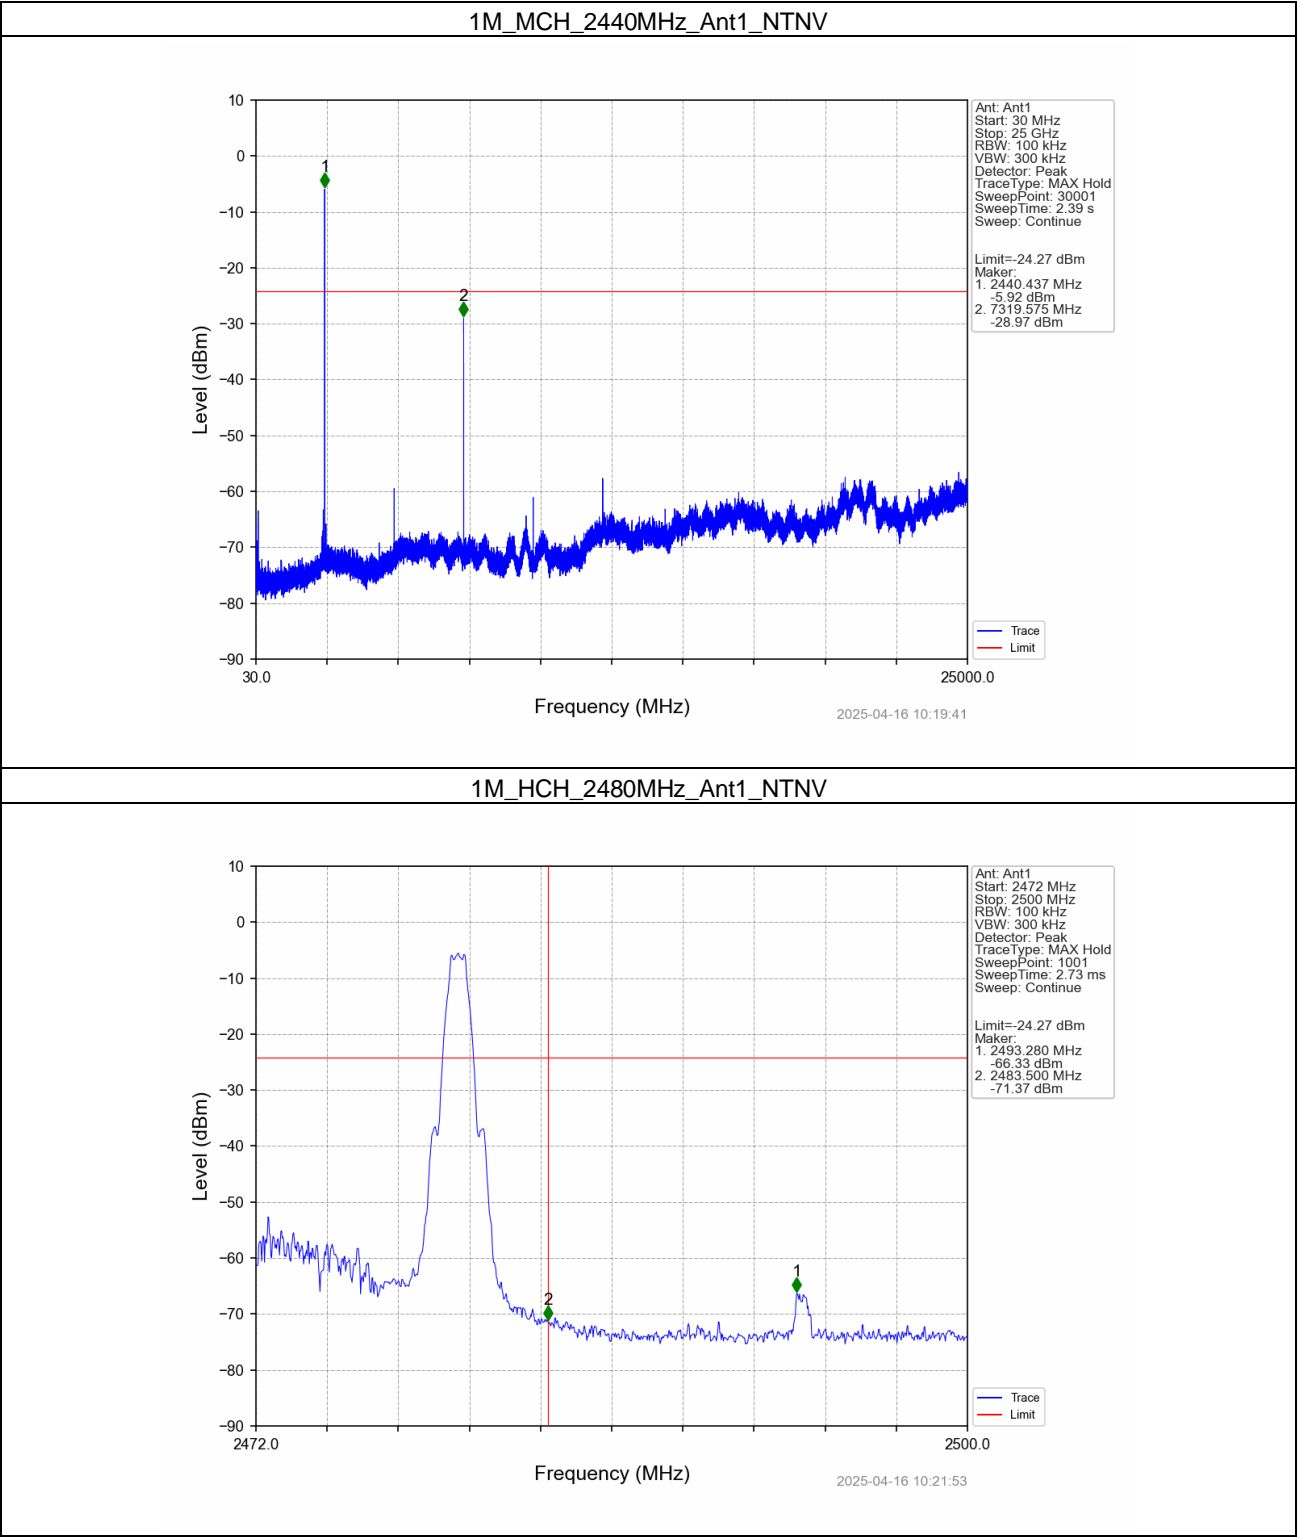 1M_MCH_2440MHz_Ant1_NTNV
10
0
−10
−20
−30
−40
−50
−60
−70
−80
−90
Level (dBm)
1
2
30.0
25000.0
Frequency (MHz)
2025-04-16 10:19:41
Ant: Ant1
Start: 30 MHz
Stop: 25 GHz
RBW: 100 kHz
VBW: 300 kHz
Detector: Peak
TraceType: MAX Hold
SweepPoint: 30001
SweepTime: 2.39 s
Sweep: Continue
Limit=-24.27 dBm
Maker:
1. 2440.437 MHz
-5.92 dBm
2. 7319.575 MHz
-28.97 dBm
Trace
Limit
1M_HCH_2480MHz_Ant1_NTNV
10
0
−10
−20
−30
−40
−50
−60
−70
−80
−90
Level (dBm)
1
2
2472.0
2500.0
Frequency (MHz)
2025-04-16 10:21:53
Ant: Ant1
Start: 2472 MHz
Stop: 2500 MHz
RBW: 100 kHz
VBW: 300 kHz
Detector: Peak
TraceType: MAX Hold
SweepPoint: 1001
SweepTime: 2.73 ms
Sweep: Continue
Limit=-24.27 dBm
Maker:
1. 2493.280 MHz
-66.33 dBm
2. 2483.500 MHz
-71.37 dBm
Trace
Limit